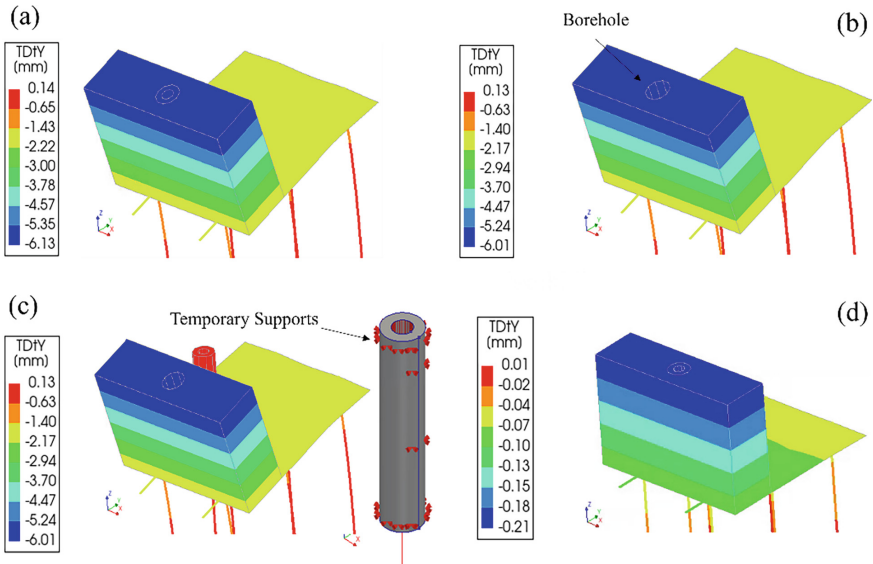 (a)
TDtY
(mm)
0.14
-0.65
-1.43
-2.22
-3.00
-3.78
-4.57
-5.35
-6.13
Z
Y
X
Borehole
(b)
TDtY
(mm)
0.13
-0.63
-1.40
-2.17
-2.94
-3.70
-4.47
-5.24
-6.01
Z
Y
X
(c)
Temporary Supports
TDtY
(mm)
0.13
-0.63
-1.40
-2.17
-2.94
-3.70
-4.47
-5.24
-6.01
Z
Y
X
X
(d)
TDtY
(mm)
0.01
-0.02
-0.04
-0.07
-0.10
-0.13
-0.15
-0.18
-0.21
Z
Y
X